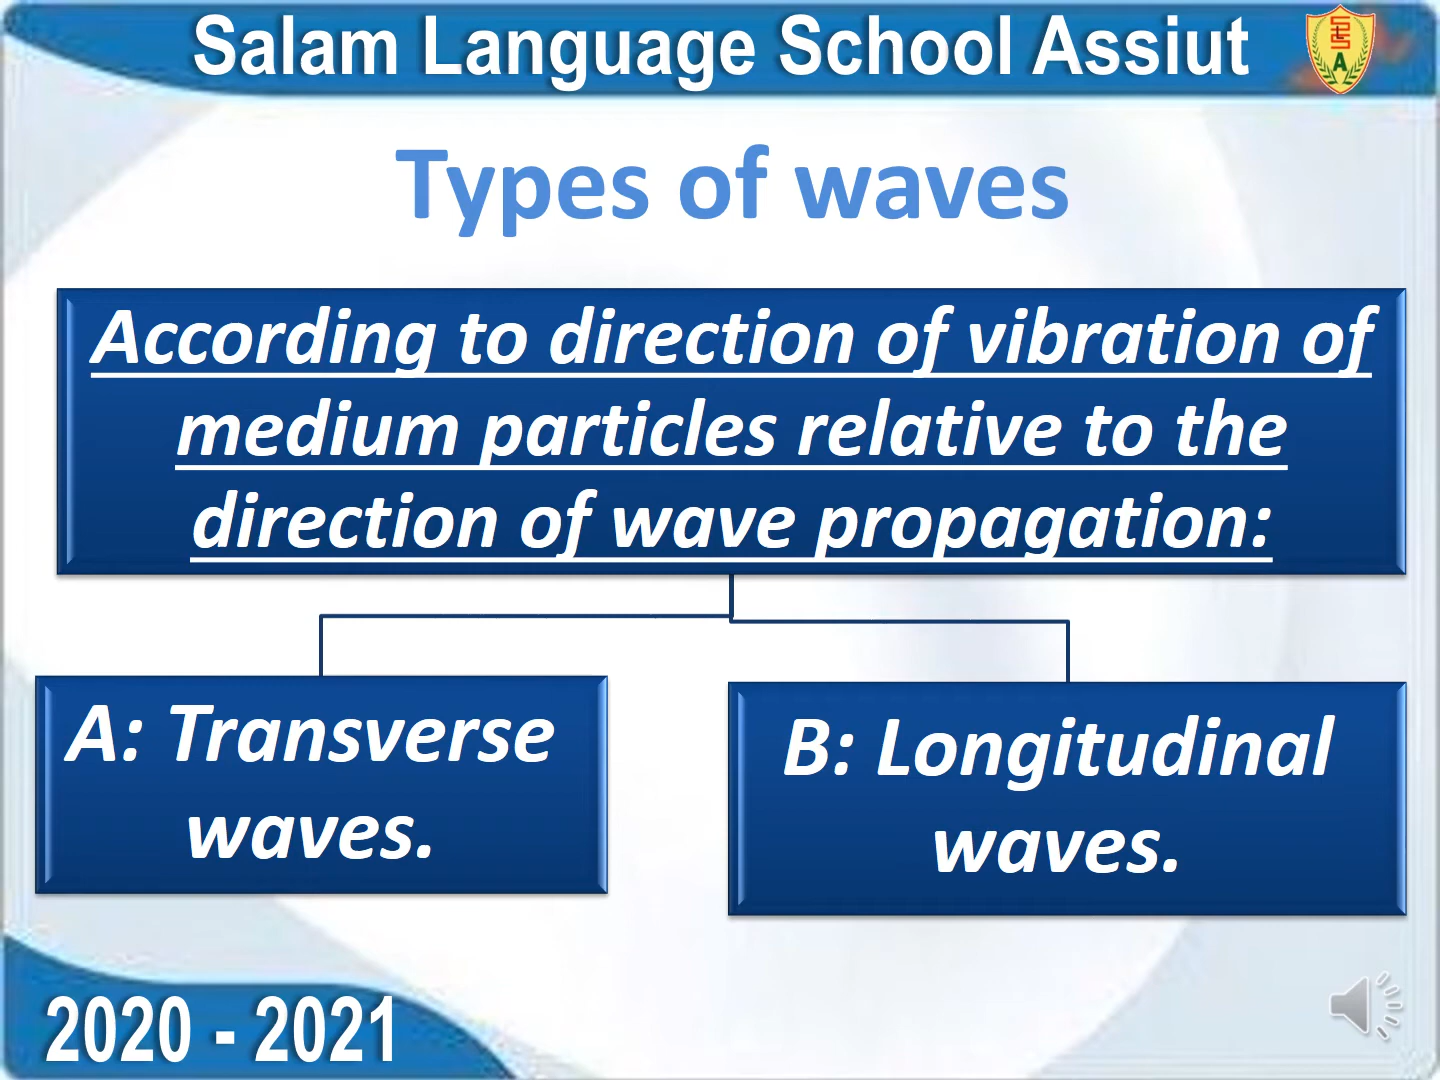 Salam Language School Assiut
Types of waves
According to direction of vibration of
medium particles relative to the
direction of wave propagation:
A: Transverse
waves.
B: Longitudinal
waves.
2020 - 2021